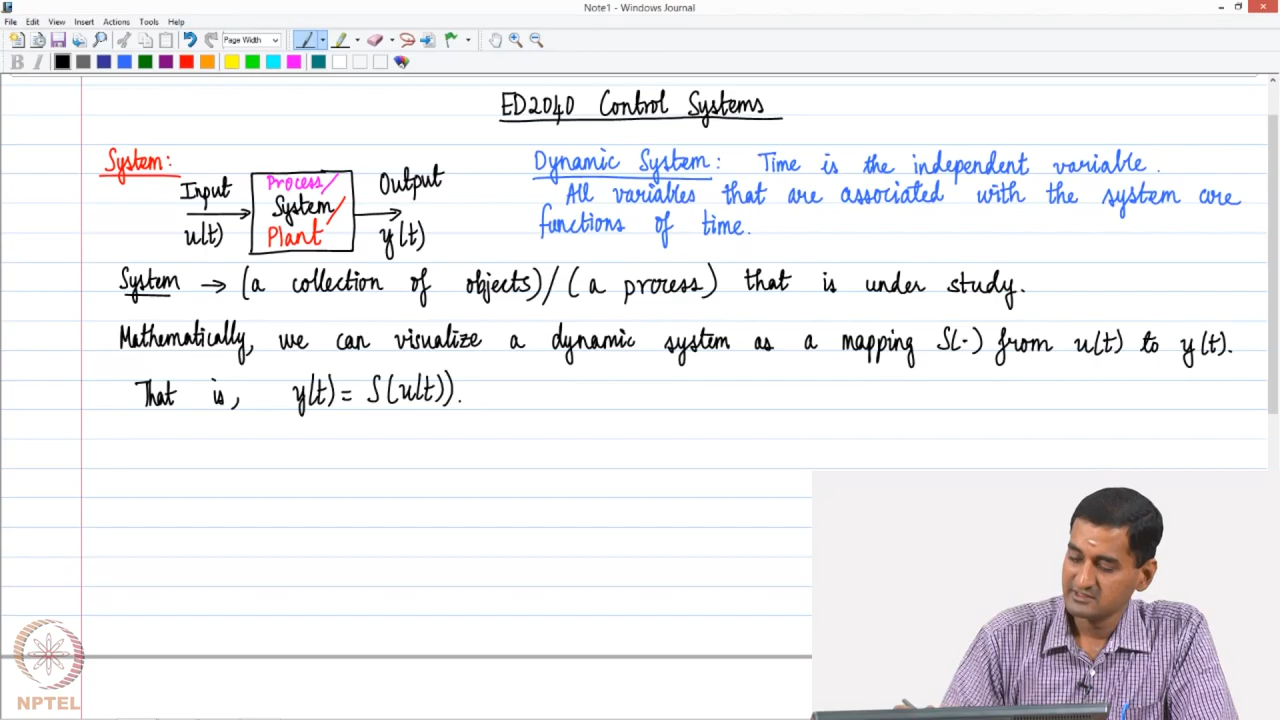 Note1 - Windows Journal
File Edit View Insert Actions Tools Help
Page Width
B I
ED2040 Control Systems
System:
Input
u(t)
Process/
System/
Plant
Output
y(t)
Dynamic System: Time is the independent variable.
All variables that are associated with the system are
functions of time.
System → (a collection of objects)/(a process) that is under study.
Mathematically, we can visualize a dynamic system as a mapping S(·) from u(t) to y(t).
That is, y(t) = S(u(t)).
NPTEL